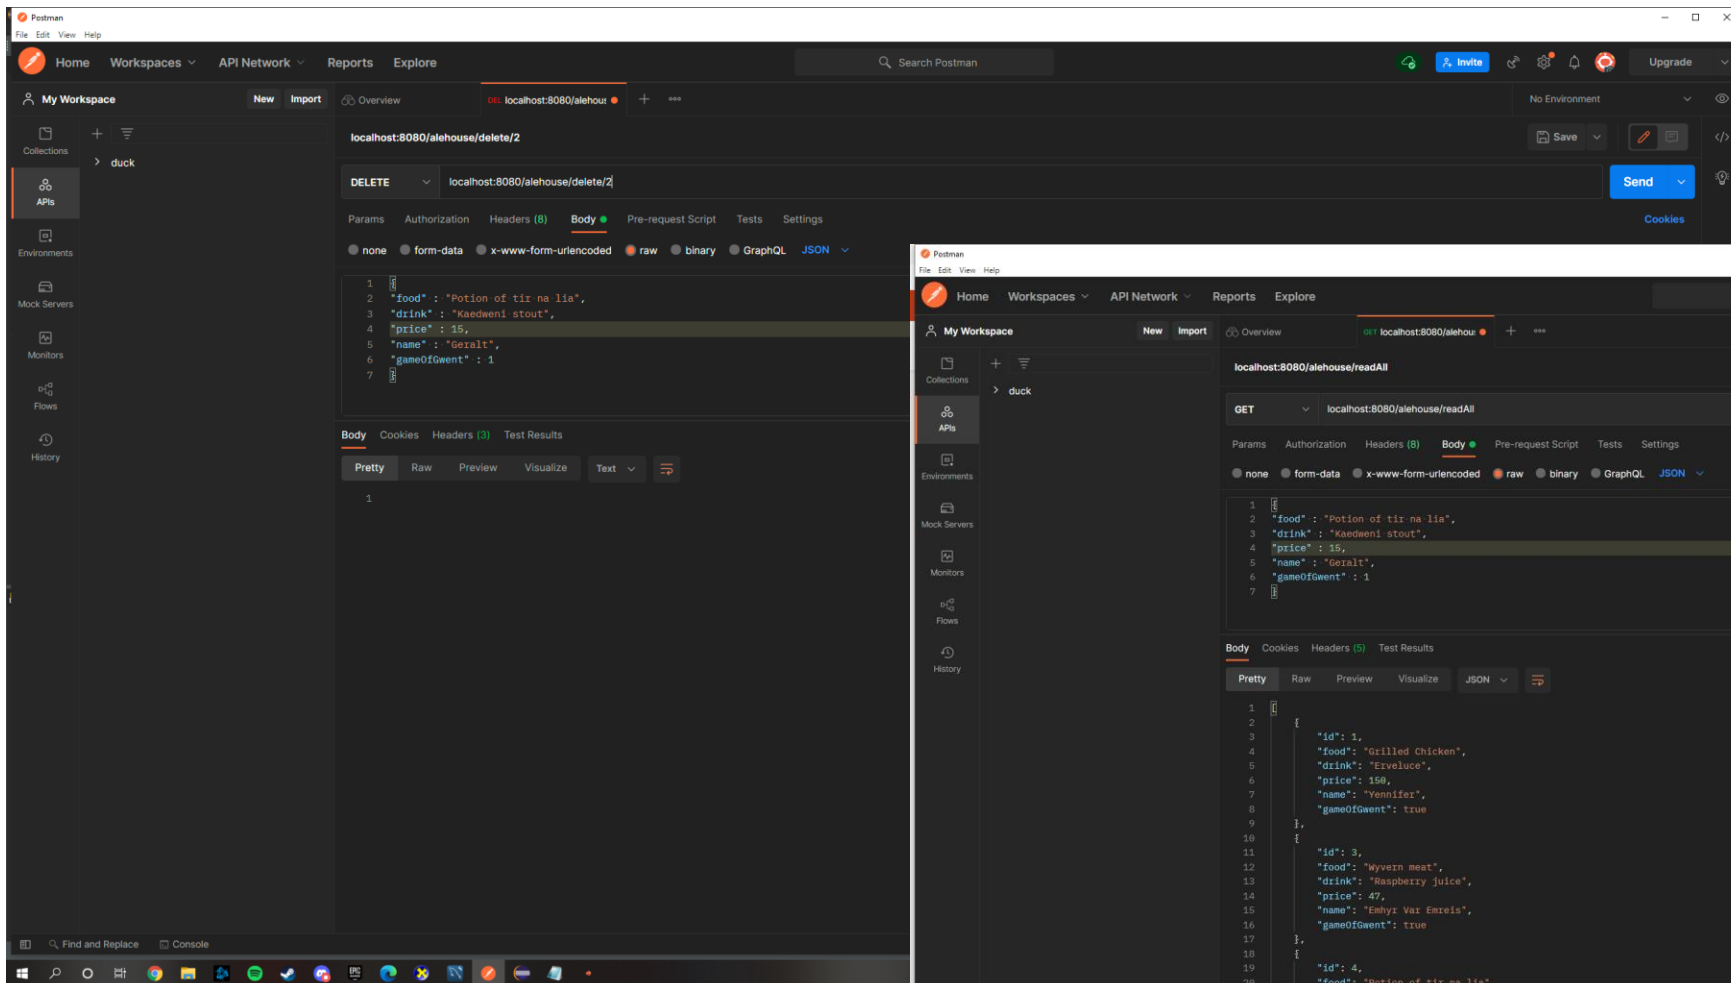 Postman
File Edit View Help
Home Workspaces API Network Reports Explore
Search Postman
Invite
Upgrade
My Workspace New Import
Overview
DEL localhost:8080/alehous
No Environment
localhost:8080/alehouse/delete/2
Save
Collections
duck
APIs
Environments
Mock Servers
Monitors
Flows
History
DELETE localhost:8080/alehouse/delete/2
Send
Params Authorization Headers (8) Body Pre-request Script Tests Settings
Cookies
none form-data x-www-form-urlencoded raw binary GraphQL JSON
1 {
2 "food" : "Potion of tir na lia",
3 "drink" : "Kaedweni stout",
4 "price" : 15,
5 "name" : "Geralt",
6 "gameOfGwent" : 1
7 }
Body Cookies Headers (3) Test Results
Pretty Raw Preview Visualize Text
1
Find and Replace Console
EPIC
Postman
File Edit View Help
Home Workspaces API Network Reports Explore
My Workspace New Import
Overview
GET localhost:8080/alehous
localhost:8080/alehouse/readAll
Collections
duck
APIs
Environments
Mock Servers
Monitors
Flows
History
GET localhost:8080/alehouse/readAll
Params Authorization Headers (8) Body Pre-request Script Tests Settings
none form-data x-www-form-urlencoded raw binary GraphQL JSON
1 {
2 "food" : "Potion of tir na lia",
3 "drink" : "Kaedweni stout",
4 "price" : 15,
5 "name" : "Geralt",
6 "gameOfGwent" : 1
7 }
Body Cookies Headers (5) Test Results
Pretty Raw Preview Visualize JSON
1 [
2 {
3 "id": 1,
4 "food": "Grilled Chicken",
5 "drink": "Erveluce",
6 "price": 150,
7 "name": "Yennifer",
8 "gameOfGwent": true
9 },
10 {
11 "id": 3,
12 "food": "Wyvern meat",
13 "drink": "Raspberry juice",
14 "price": 47,
15 "name": "Emhyr Var Emreis",
16 "gameOfGwent": true
17 },
18 {
19 "id": 4,
20 "food": "Potion of tir na lia"